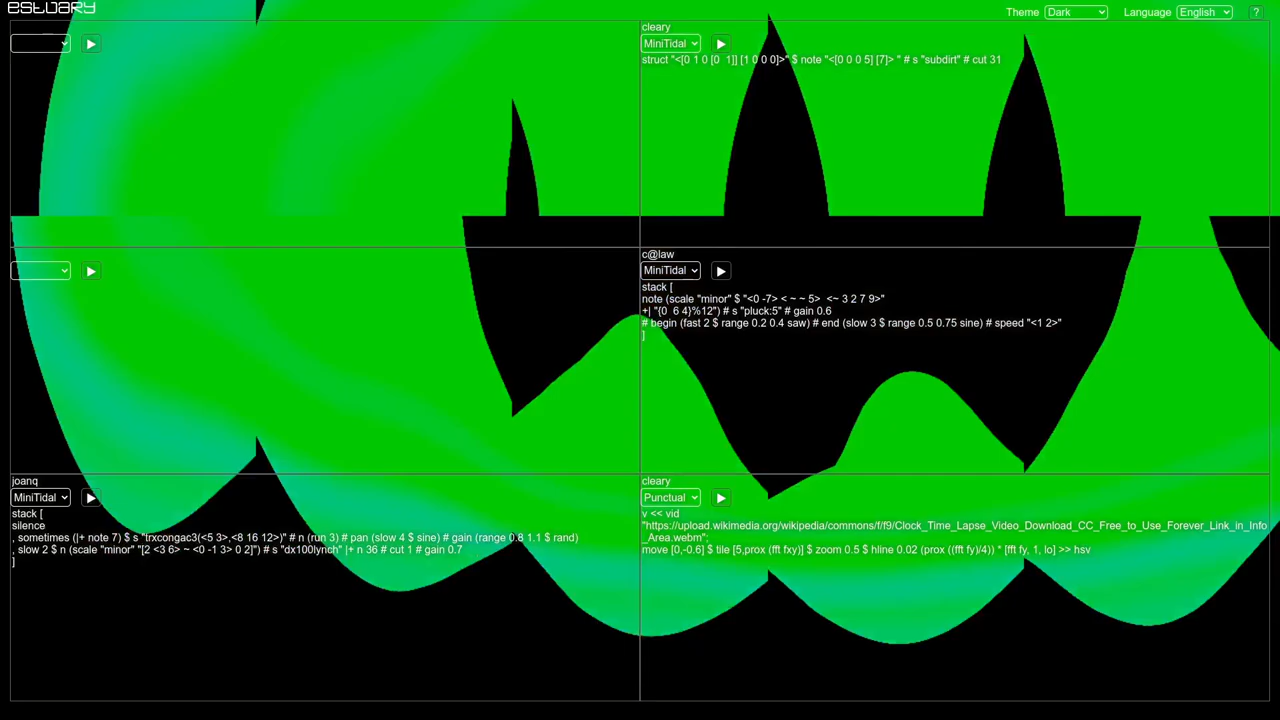 estuary
Theme Dark Language English ?
cleary
MiniTidal
struct "<[0 1 0 [0  1]] [1 0 0 0]>" $ note "<[0 0 0 5] [7]> " # s "subdirt" # cut 31
c@law
MiniTidal
stack [
note (scale "minor" $ "<0 -7> < ~ ~ 5>  <~ 3 2 7 9>"
+| "{0  6 4}%12") # s "pluck:5" # gain 0.6
# begin (fast 2 $ range 0.2 0.4 saw) # end (slow 3 $ range 0.5 0.75 sine) # speed "<1 2>"
]
joanq
MiniTidal
stack [
silence
, sometimes (|+ note 7) $ s "trxcongac3(<5 3>,<8 16 12>)" # n (run 3) # pan (slow 4 $ sine) # gain (range 0.8 1.1 $ rand)
, slow 2 $ n (scale "minor" "[2 <3 6> ~ <0 -1 3> 0 2]") # s "dx100lynch" |+ n 36 # cut 1 # gain 0.7
]
cleary
Punctual
v << vid
"https://upload.wikimedia.org/wikipedia/commons/f/f9/Clock_Time_Lapse_Video_Download_CC_Free_to_Use_Forever_Link_in_Info
_Area.webm";
move [0,-0.6] $ tile [5,prox (fft fxy)] $ zoom 0.5 $ hline 0.02 (prox ((fft fy)/4)) * [fft fy, 1, lo] >> hsv